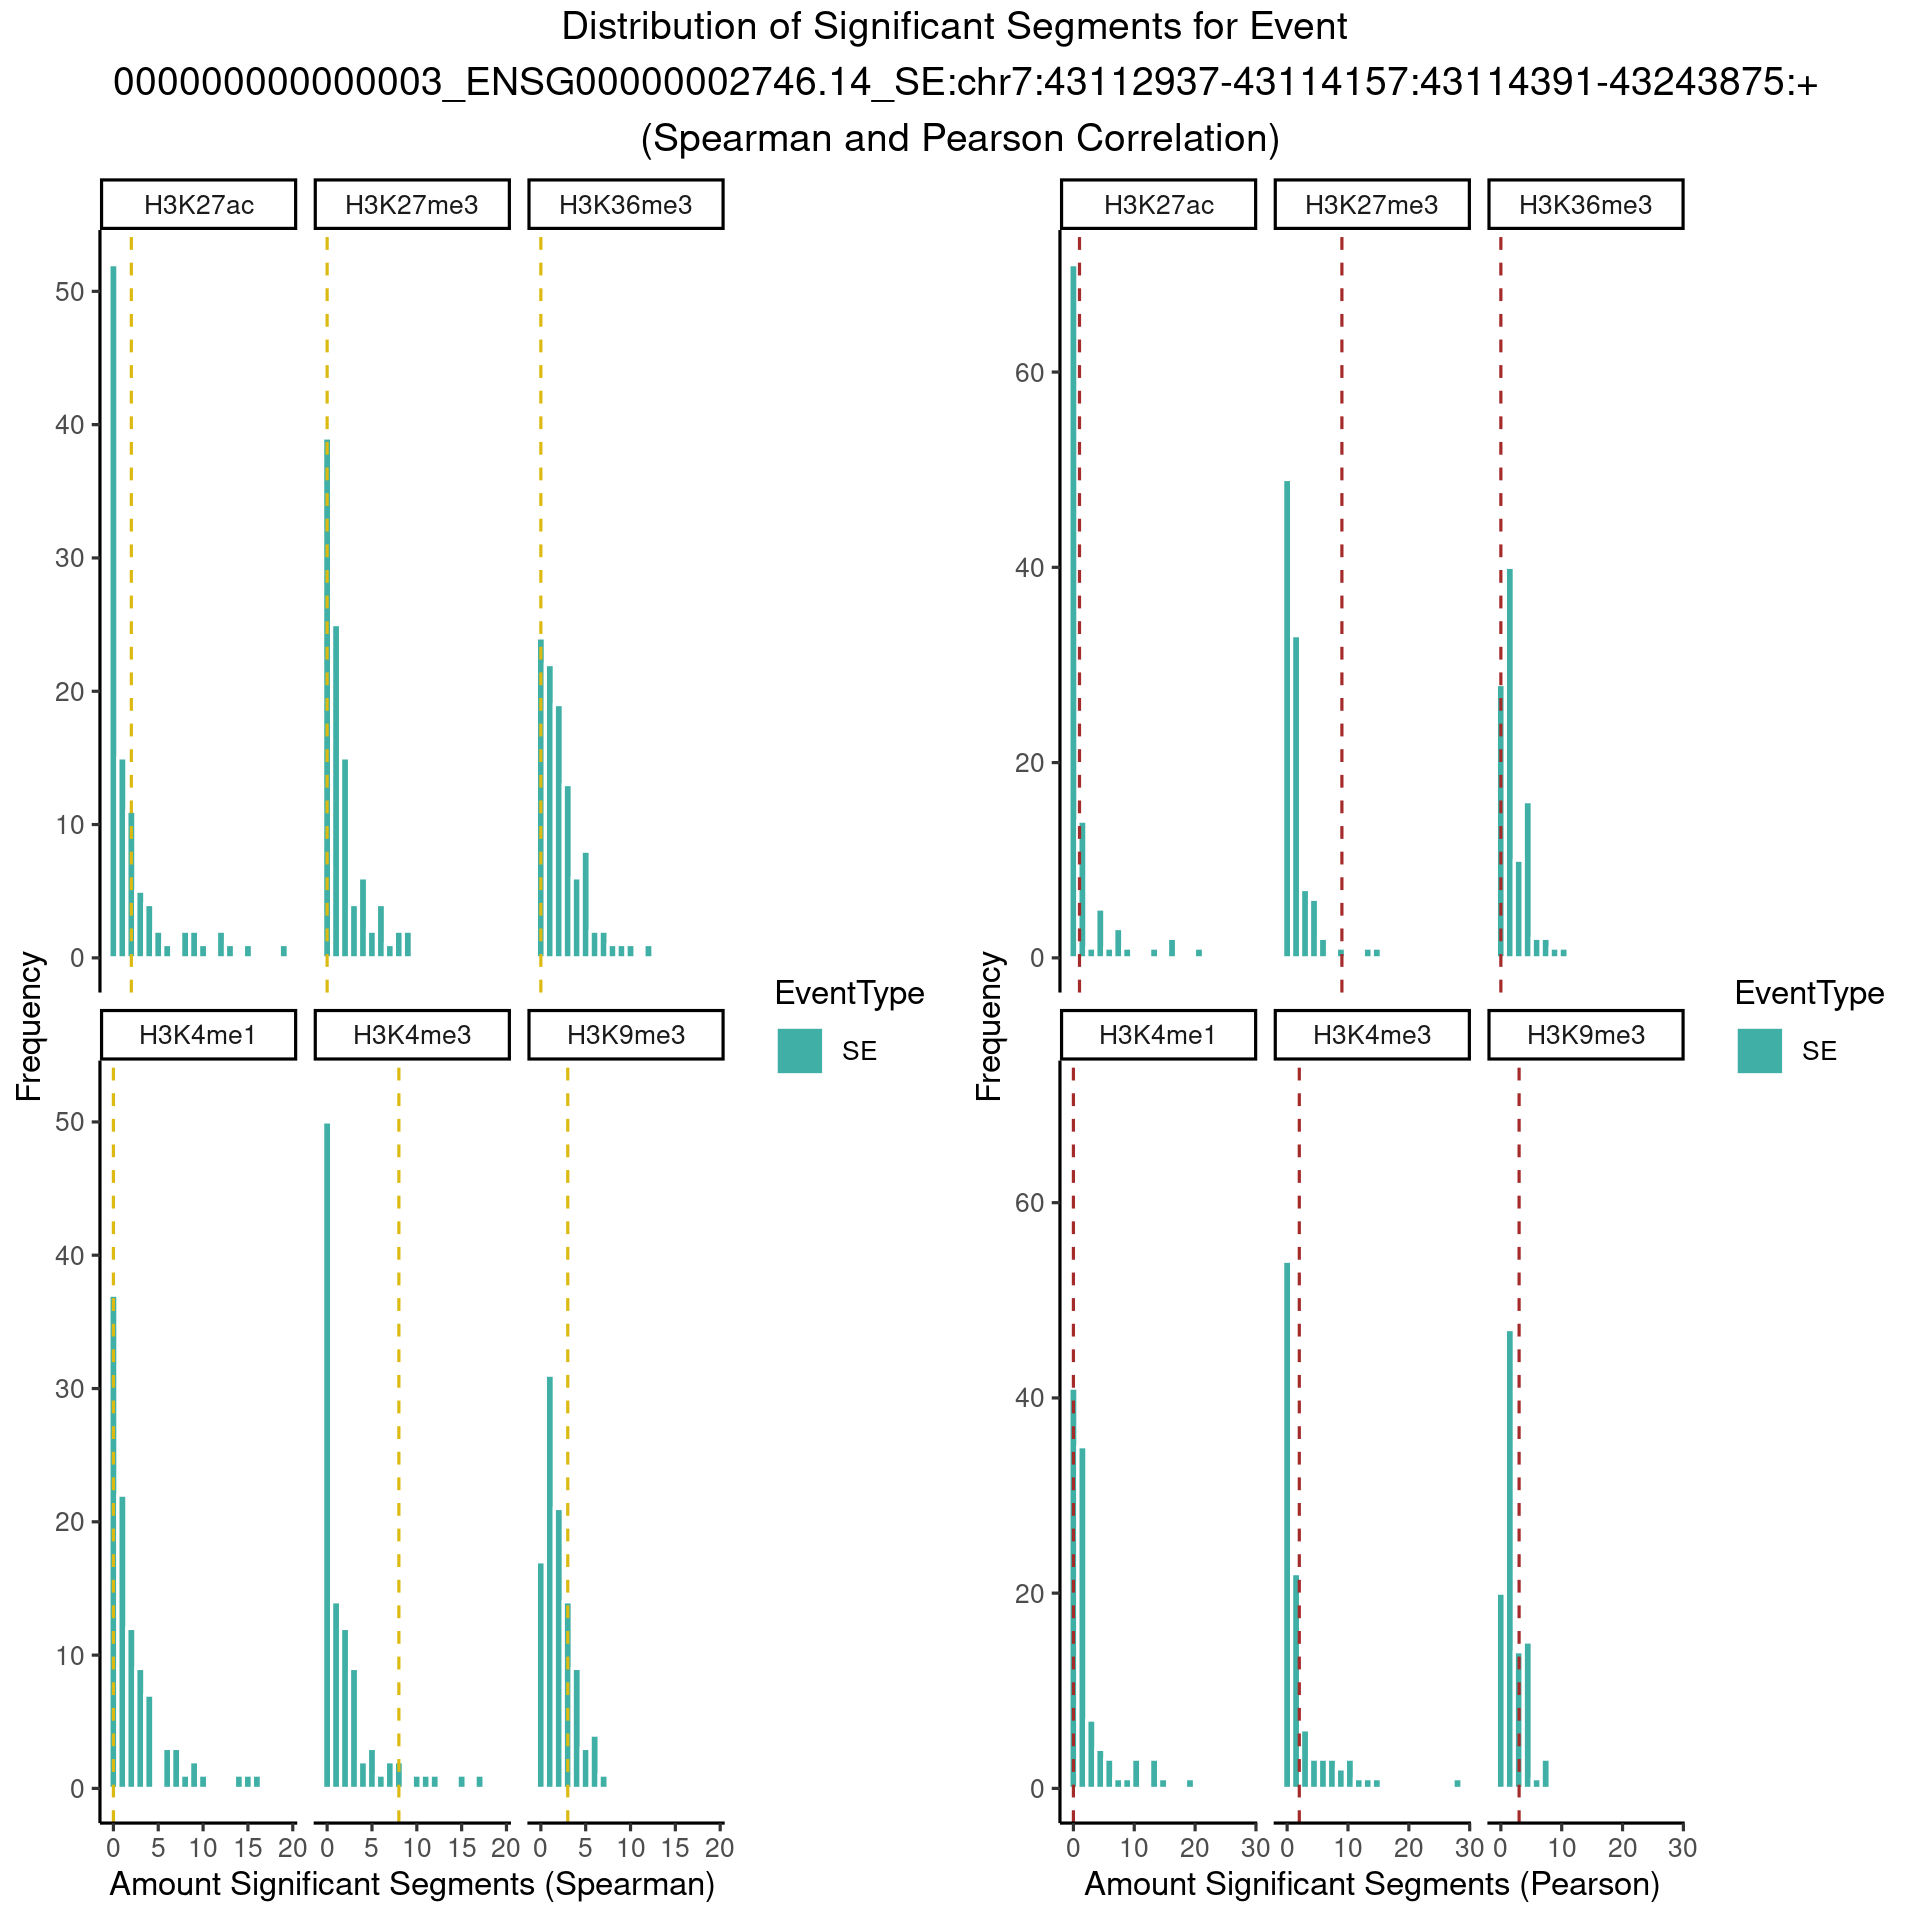 Distribution of Significant Segments for Event
000000000000003_ENSG00000002746.14_SE:chr7:43112937-43114157:43114391-43243875:+
(Spearman and Pearson Correlation)
H3K27ac H3K27me3 H3K36me3
50
40
30
20
10
0
H3K4me1 H3K4me3 H3K9me3
50
40
30
20
10
0
0 5 10 15 20 0 5 10 15 20 0 5 10 15 20
Amount Significant Segments (Spearman)
Frequency
EventType
SE
H3K27ac H3K27me3 H3K36me3
60
40
20
0
H3K4me1 H3K4me3 H3K9me3
60
40
20
0
0 10 20 30 0 10 20 30 0 10 20 30
Amount Significant Segments (Pearson)
Frequency
EventType
SE